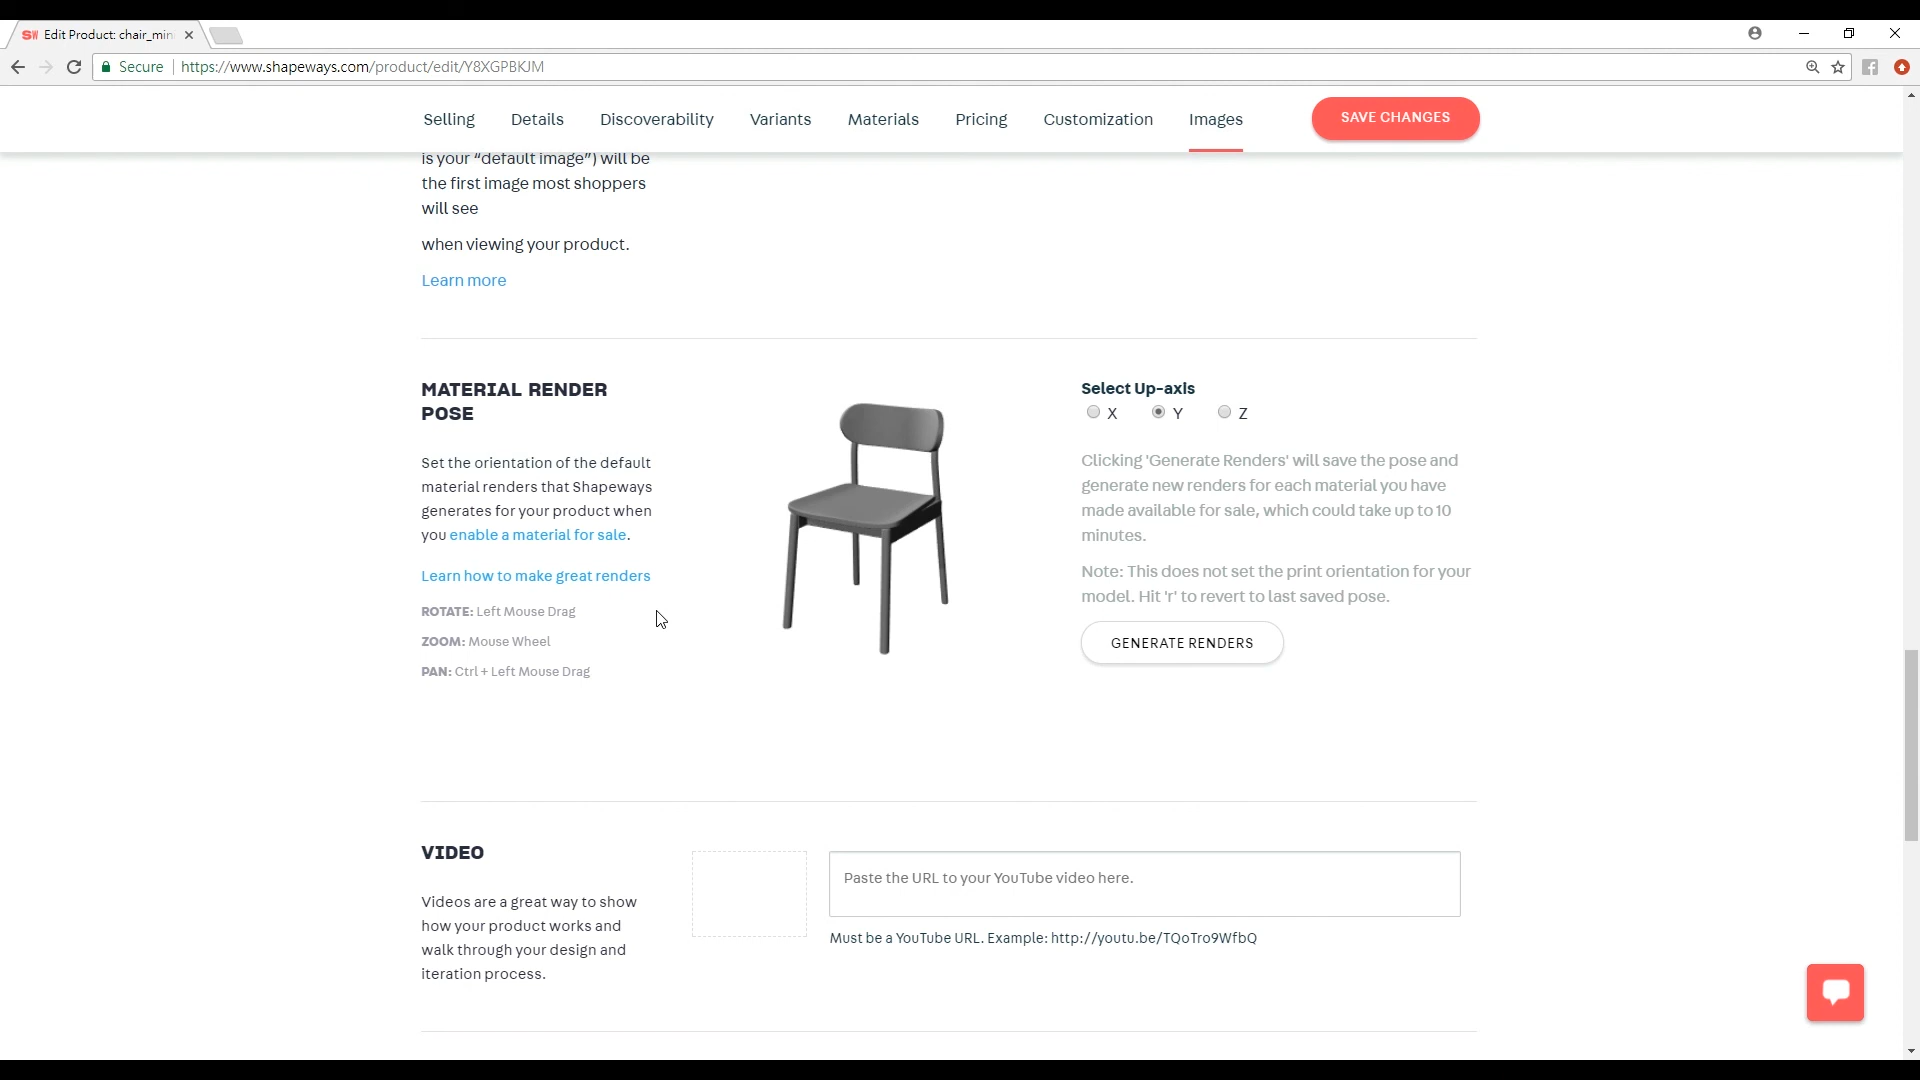 SW Edit Product: chair_min
Secure https://www.shapeways.com/product/edit/Y8XGPBKJM
Selling Details Discoverability Variants Materials Pricing Customization Images SAVE CHANGES
is your “default image”) will be
the first image most shoppers
will see
when viewing your product.
Learn more
MATERIAL RENDER
POSE
Set the orientation of the default
material renders that Shapeways
generates for your product when
you enable a material for sale.
Learn how to make great renders
ROTATE: Left Mouse Drag
ZOOM: Mouse Wheel
PAN: Ctrl + Left Mouse Drag
Select Up-axis
X Y Z
Clicking 'Generate Renders' will save the pose and
generate new renders for each material you have
made available for sale, which could take up to 10
minutes.
Note: This does not set the print orientation for your
model. Hit 'r' to revert to last saved pose.
GENERATE RENDERS
VIDEO
Videos are a great way to show
how your product works and
walk through your design and
iteration process.
Paste the URL to your YouTube video here.
Must be a YouTube URL. Example: http://youtu.be/TQoTro9WfbQ